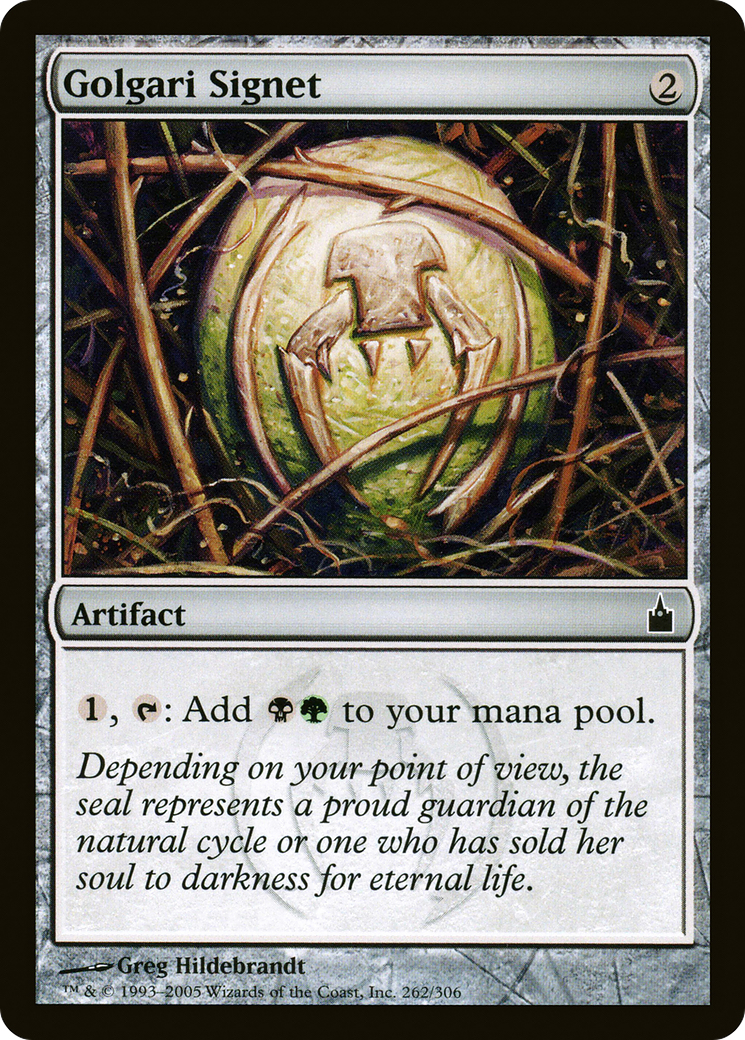 Golgari Signet 2
Artifact
1, : Add to your mana pool.
Depending on your point of view, the
seal represents a proud guardian of the
natural cycle or one who has sold her
soul to darkness for eternal life.
Greg Hildebrandt
™ & © 1993–2005 Wizards of the Coast, Inc. 262/306